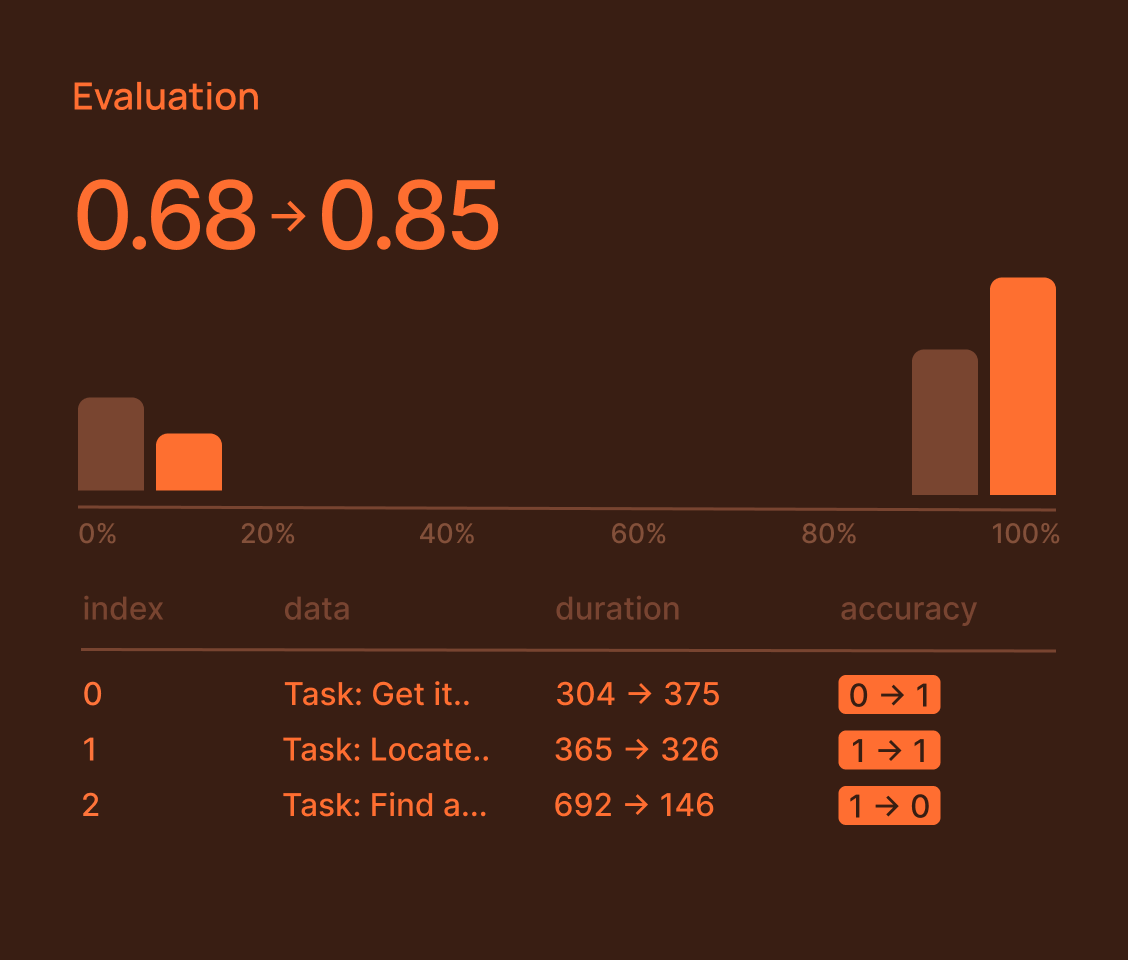 Evaluation
0.68→0.85
0% 20% 40% 60% 80% 100%
index data duration accuracy
0 Task: Get it.. 304 → 375 0 → 1
1 Task: Locate.. 365 → 326 1 → 1
2 Task: Find a... 692 → 146 1 → 0